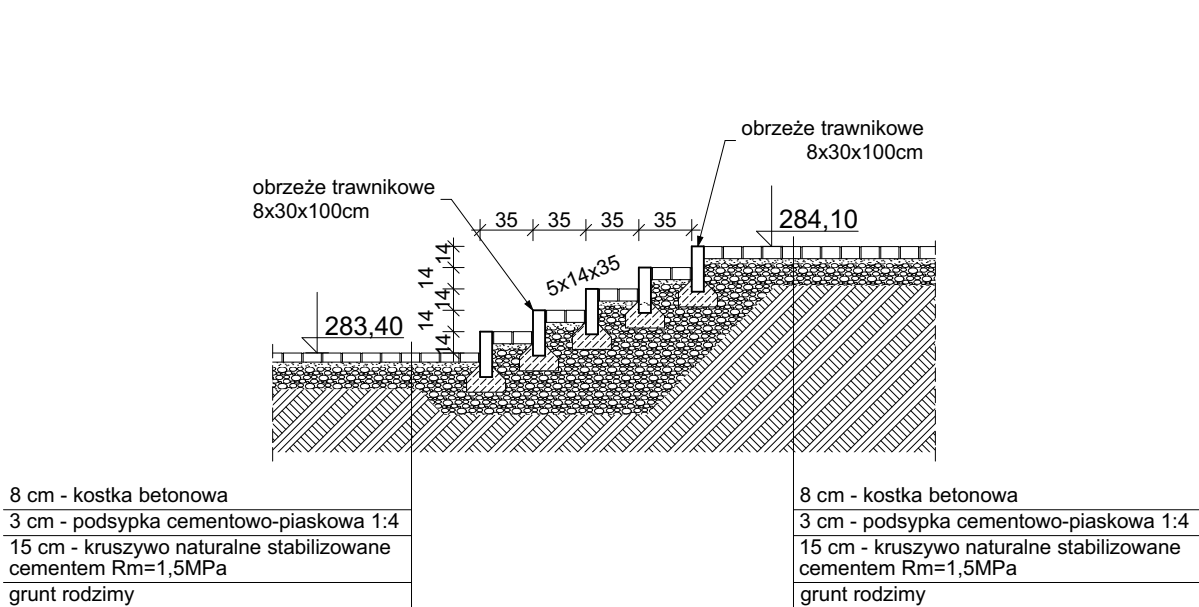 obrzeże trawnikowe
8x30x100cm
obrzeże trawnikowe
8x30x100cm
35 35 35 35
284,10
14
14
14
14
14
5x14x35
283,40
8 cm - kostka betonowa
3 cm - podsypka cementowo-piaskowa 1:4
15 cm - kruszywo naturalne stabilizowane
cementem Rm=1,5MPa
grunt rodzimy
8 cm - kostka betonowa
3 cm - podsypka cementowo-piaskowa 1:4
15 cm - kruszywo naturalne stabilizowane
cementem Rm=1,5MPa
grunt rodzimy